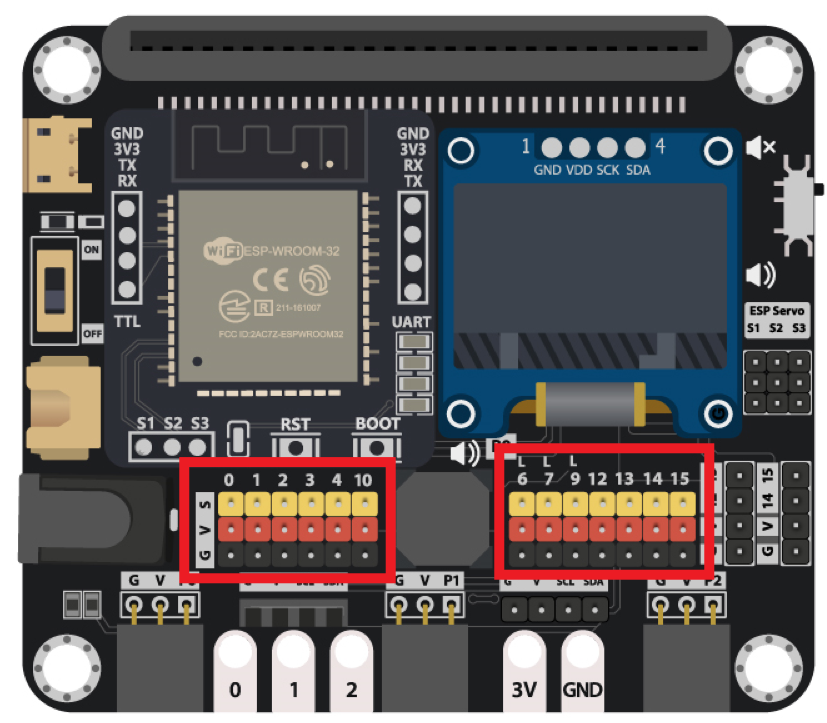 GND
3V3
TX
RX
TTL
ON
OFF
GND
3V3
RX
TX
UART
WiFi ESP-WROOM-32
CE
R 211-161007
FCC ID:2AC7Z-ESPWROOM32
1 4
GND VDD SCK SDA
ESP Servo
S1 S2 S3
S1 S2 S3
RST
BOOT
0 1 2 3 4 10
S
V
G
L L L
6 7 9 12 13 14 15
15
14
V
G
G V
G V P1
G V SCL SDA
G V P2
0
1
2
3V
GND